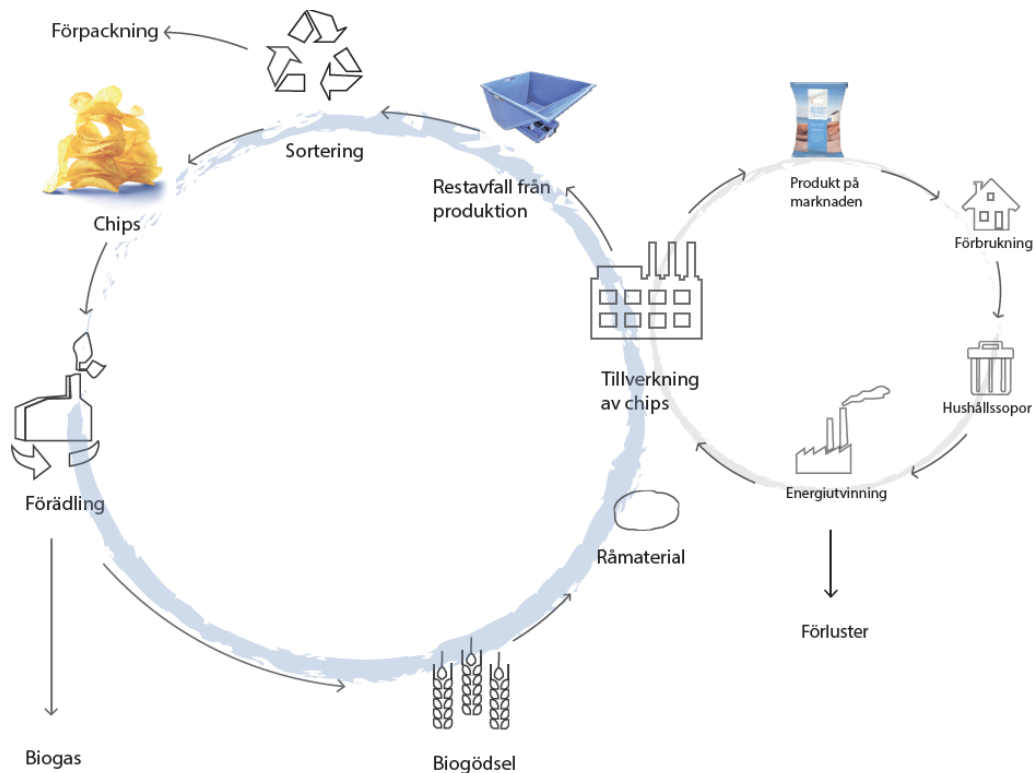 Förpackning
Sortering
Chips
Restavfall från
produktion
Produkt på
marknaden
Förbrukning
Hushållssopor
Energiutvinning
Förluster
Tillverkning
av chips
Råmaterial
Förädling
Biogas
Biogödsel